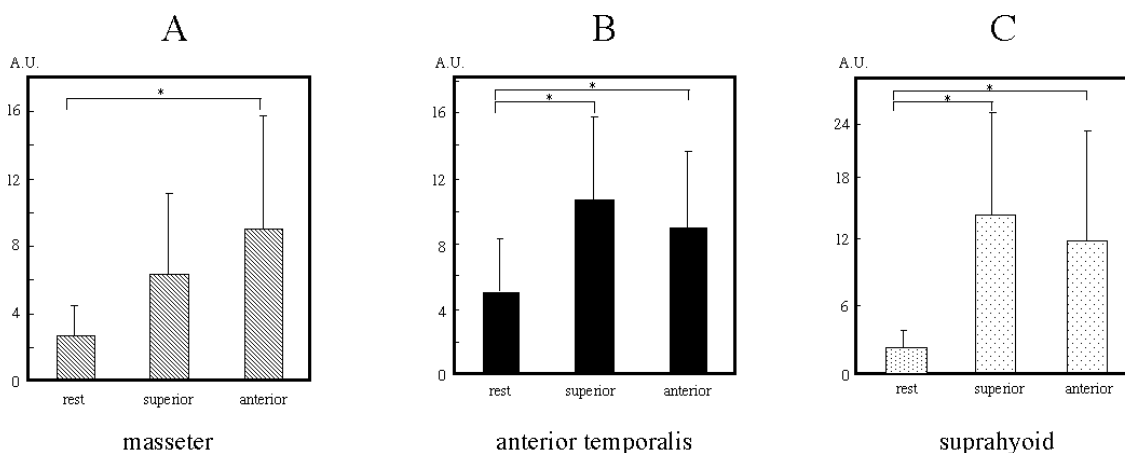 A
A.U.
16
12
8
4
0
*
rest superior anterior
masseter
B
A.U.
16
12
8
4
0
*
*
rest superior anterior
anterior temporalis
C
A.U.
24
18
12
6
0
*
*
rest superior anterior
suprahyoid